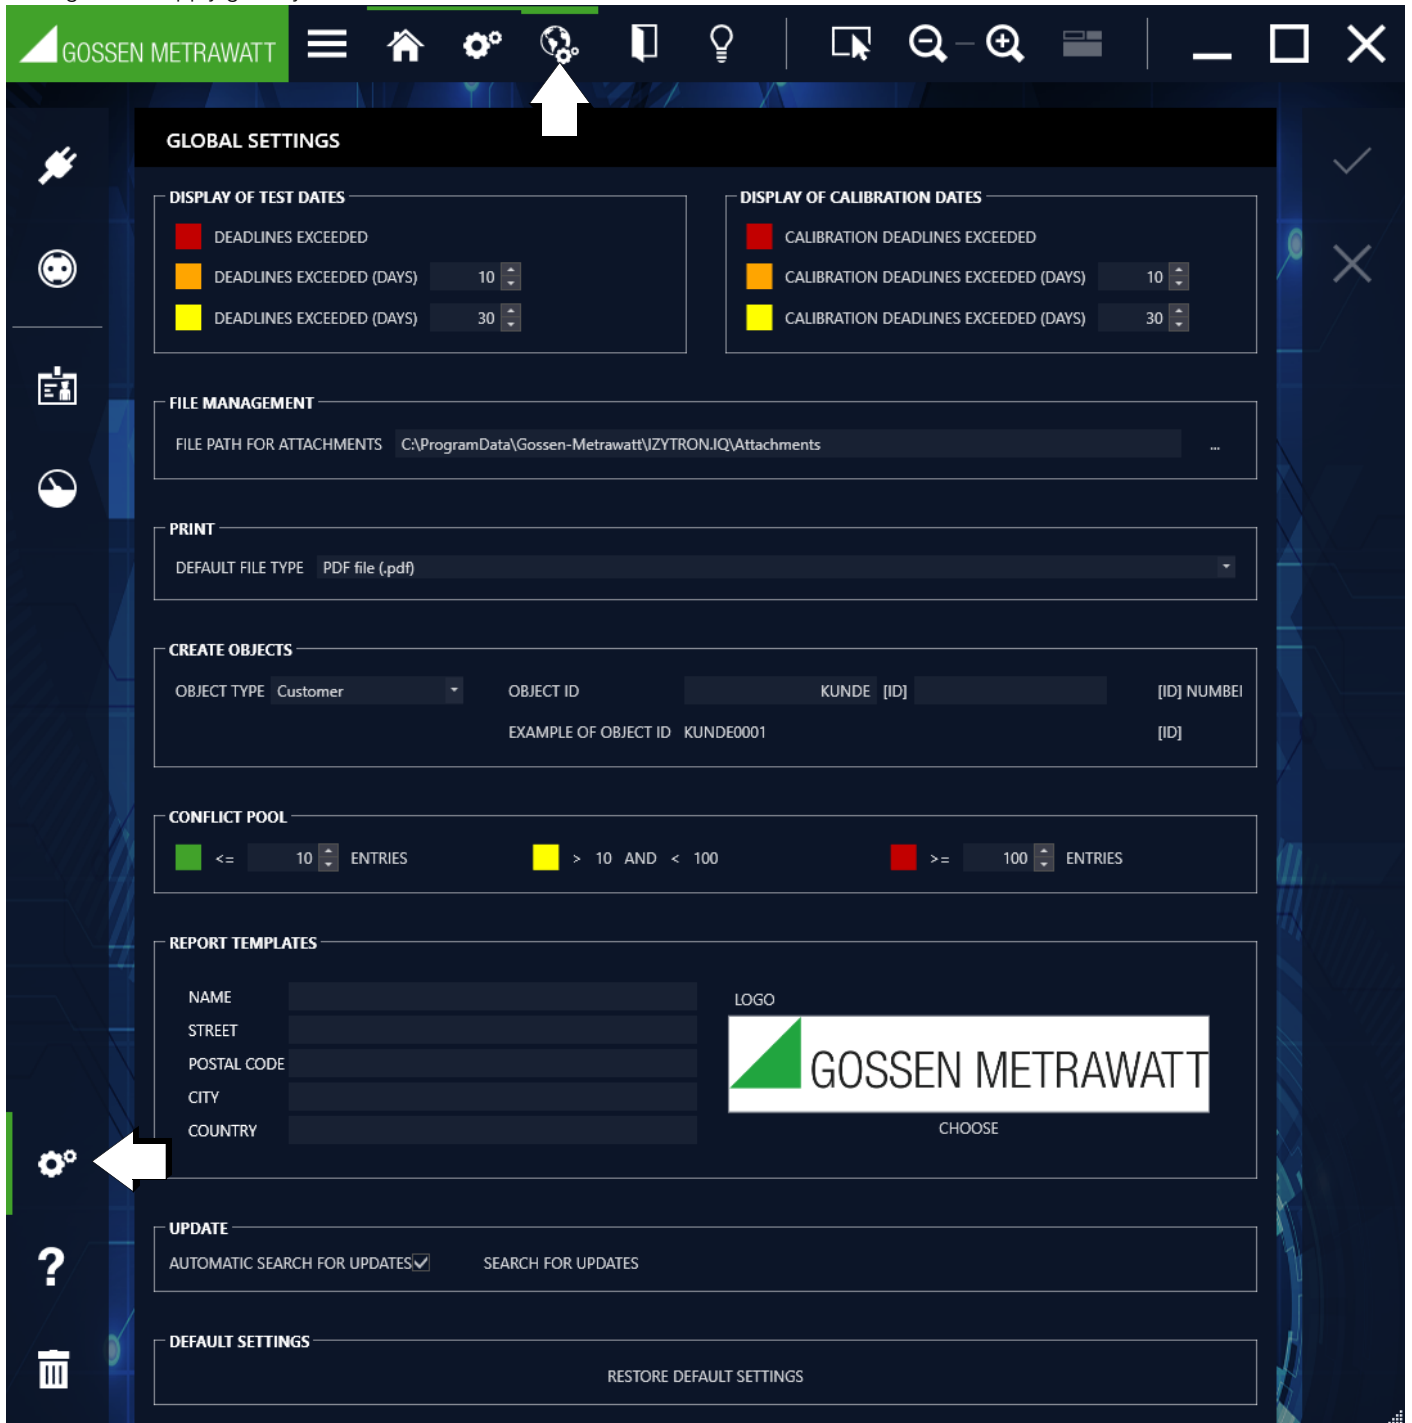 GOSSEN METRAWATT
GLOBAL SETTINGS
DISPLAY OF TEST DATES
DEADLINES EXCEEDED
DEADLINES EXCEEDED (DAYS) 10
DEADLINES EXCEEDED (DAYS) 30
DISPLAY OF CALIBRATION DATES
CALIBRATION DEADLINES EXCEEDED
CALIBRATION DEADLINES EXCEEDED (DAYS) 10
CALIBRATION DEADLINES EXCEEDED (DAYS) 30
FILE MANAGEMENT
FILE PATH FOR ATTACHMENTS C:\ProgramData\Gossen-Metrawatt\IZYTRON.IQ\Attachments ...
PRINT
DEFAULT FILE TYPE PDF file (.pdf)
CREATE OBJECTS
OBJECT TYPE Customer OBJECT ID KUNDE [ID] [ID] NUMBE
EXAMPLE OF OBJECT ID KUNDE0001 [ID]
CONFLICT POOL
<= 10 ENTRIES > 10 AND < 100 >= 100 ENTRIES
REPORT TEMPLATES
NAME
STREET
POSTAL CODE
CITY
COUNTRY
LOGO
GOSSEN METRAWATT
CHOOSE
UPDATE
AUTOMATIC SEARCH FOR UPDATES SEARCH FOR UPDATES
DEFAULT SETTINGS
RESTORE DEFAULT SETTINGS